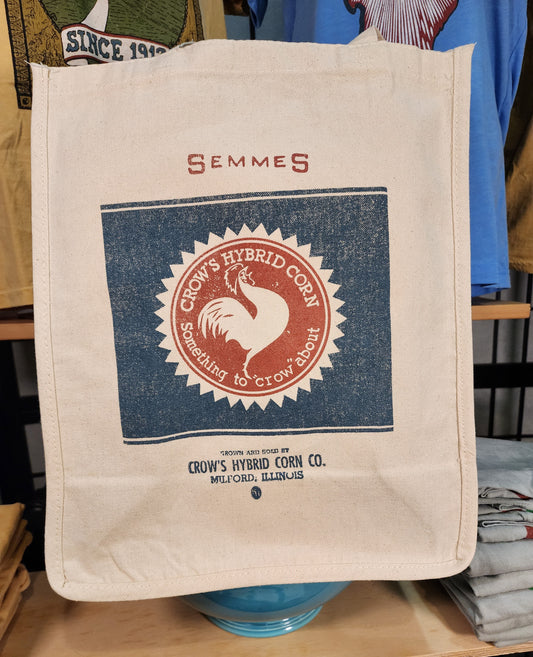 SINCE 1913
SEMMES
CROW'S HYBRID CORN
Something to "crow" about
GROWN AND SOLD BY
CROW'S HYBRID CORN CO.
MILFORD, ILLINOIS